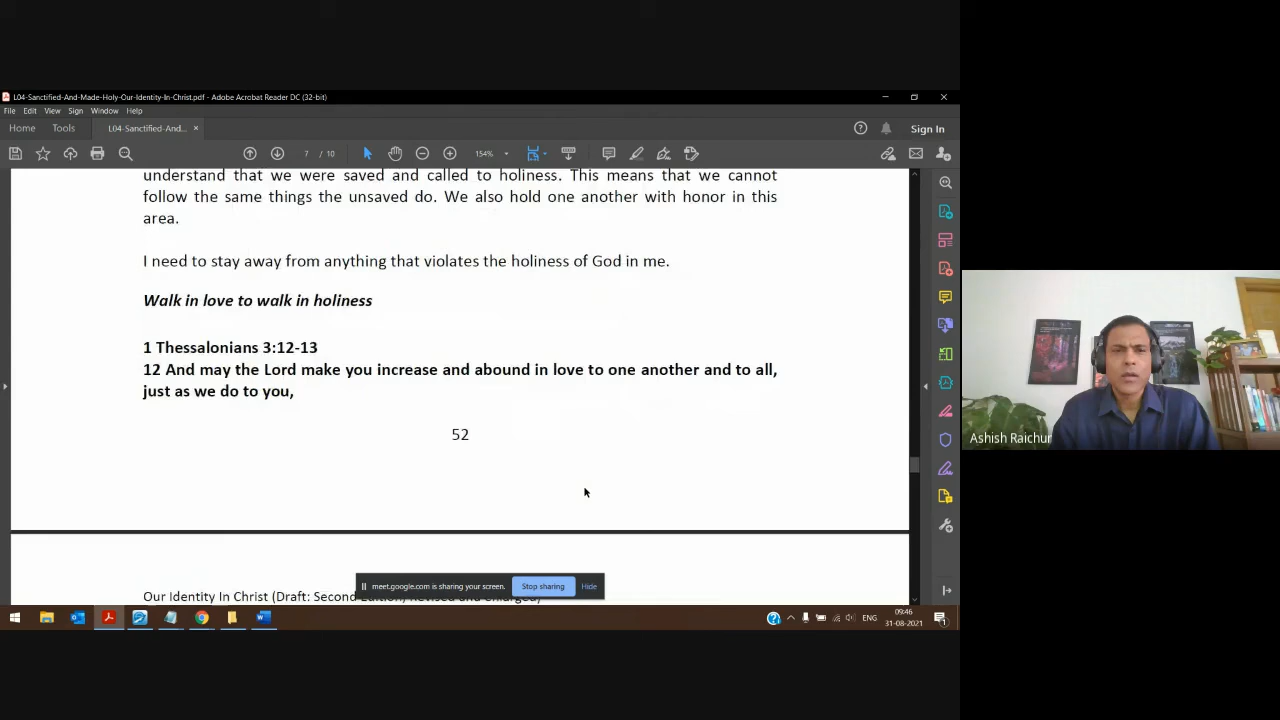 L04-Sanctified-And-Made-Holy-Our-Identity-In-Christ.pdf - Adobe Acrobat Reader DC (32-bit)
File Edit View Sign Window Help
Home Tools L04-Sanctified-And... × Sign In
7 / 10 154%
understand that we were saved and called to holiness. This means that we cannot
follow the same things the unsaved do. We also hold one another with honor in this
area.
I need to stay away from anything that violates the holiness of God in me.
Walk in love to walk in holiness
1 Thessalonians 3:12-13
12 And may the Lord make you increase and abound in love to one another and to all,
just as we do to you,
52
Ashish Raichur
meet.google.com is sharing your screen. Stop sharing Hide
Our Identity In Christ (Draft: Second Edition, Revised and Enlarged)
ENG
09:46
31-08-2021